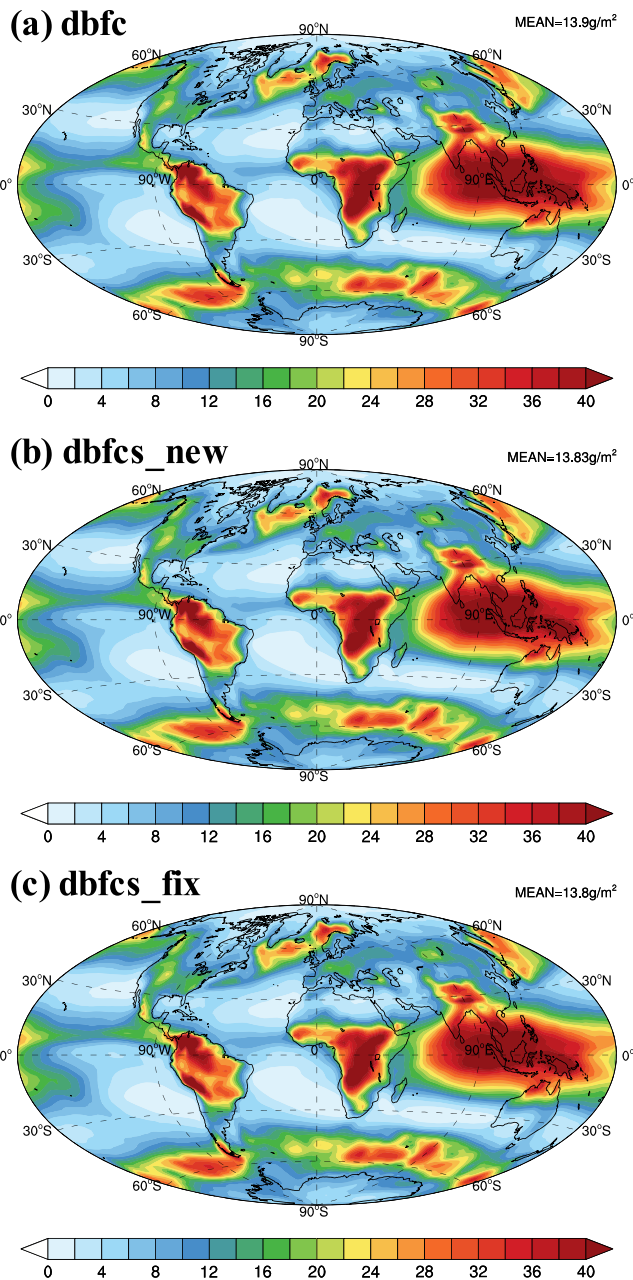 (a) dbfc
MEAN=13.9g/m²
90°N
60°N 60°N
30°N 30°N
0° 90°W 0° 90°E 0°
30°S 30°S
60°S 60°S
90°S
0 4 8 12 16 20 24 28 32 36 40
(b) dbfcs_new
MEAN=13.83g/m²
90°N
60°N 60°N
30°N 30°N
0° 90°W 0° 90°E 0°
30°S 30°S
60°S 60°S
90°S
0 4 8 12 16 20 24 28 32 36 40
(c) dbfcs_fix
MEAN=13.8g/m²
90°N
60°N 60°N
30°N 30°N
0° 90°W 0° 90°E 0°
30°S 30°S
60°S 60°S
90°S
0 4 8 12 16 20 24 28 32 36 40